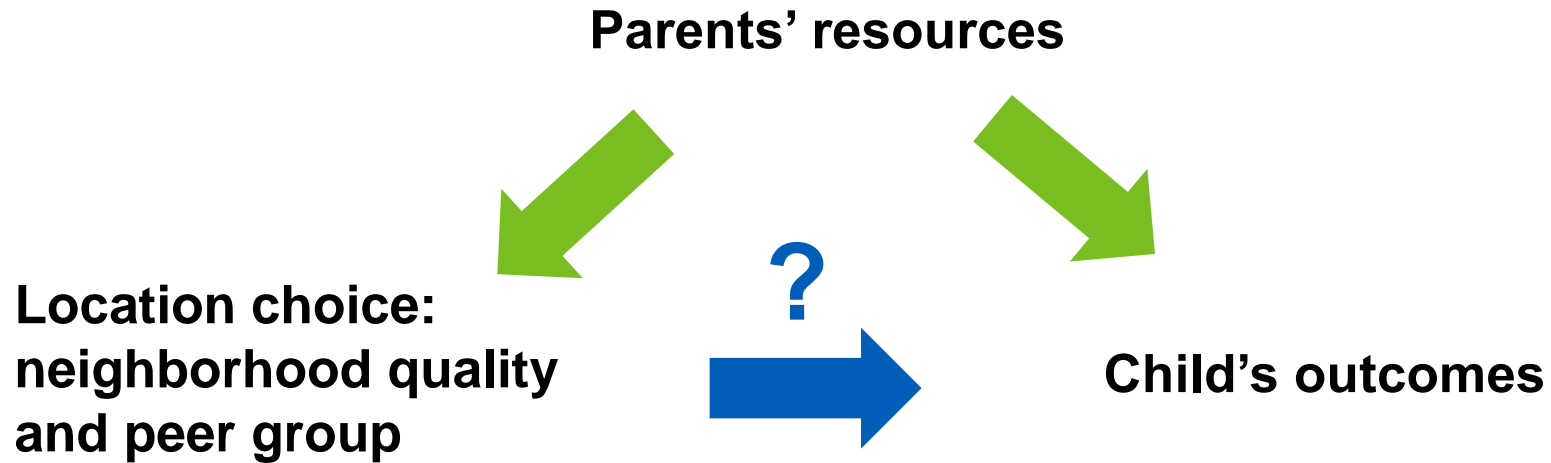 Parents’ resources
?
Location choice:
neighborhood quality
and peer group
Child’s outcomes